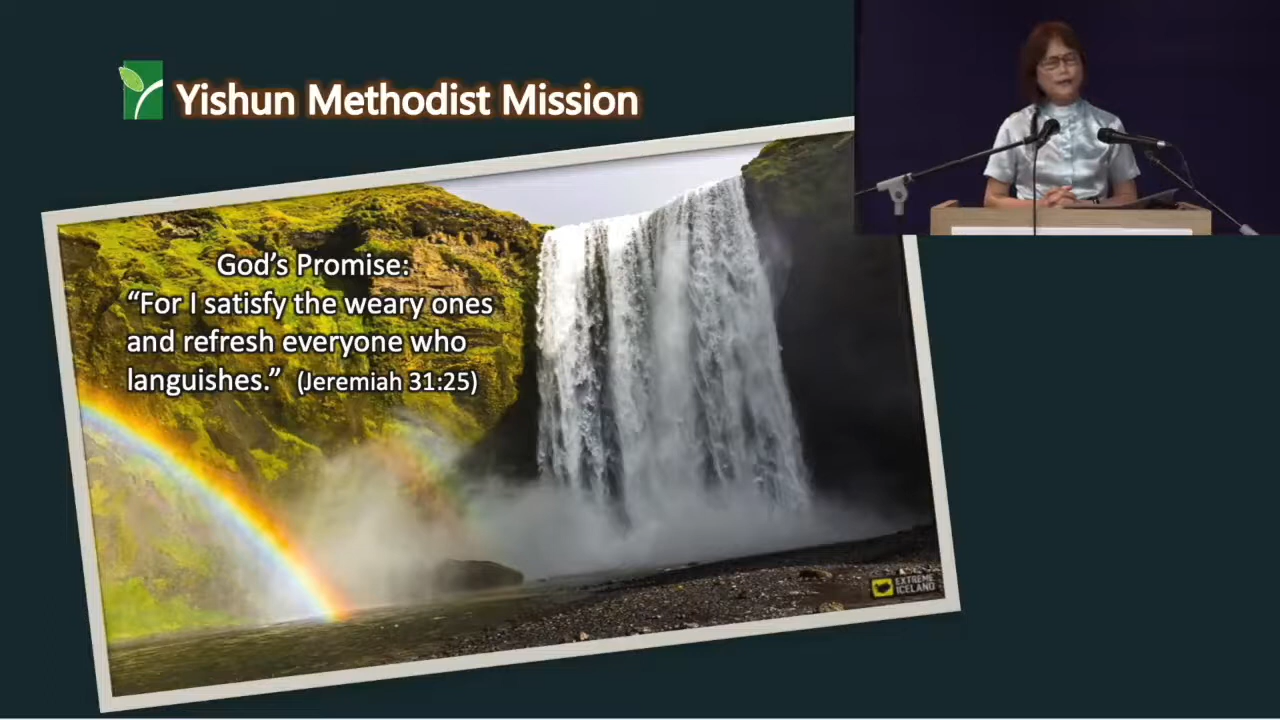 Yishun Methodist Mission
God's Promise:
“For I satisfy the weary ones
and refresh everyone who
languishes.” (Jeremiah 31:25)
EXTREME
ICELAND